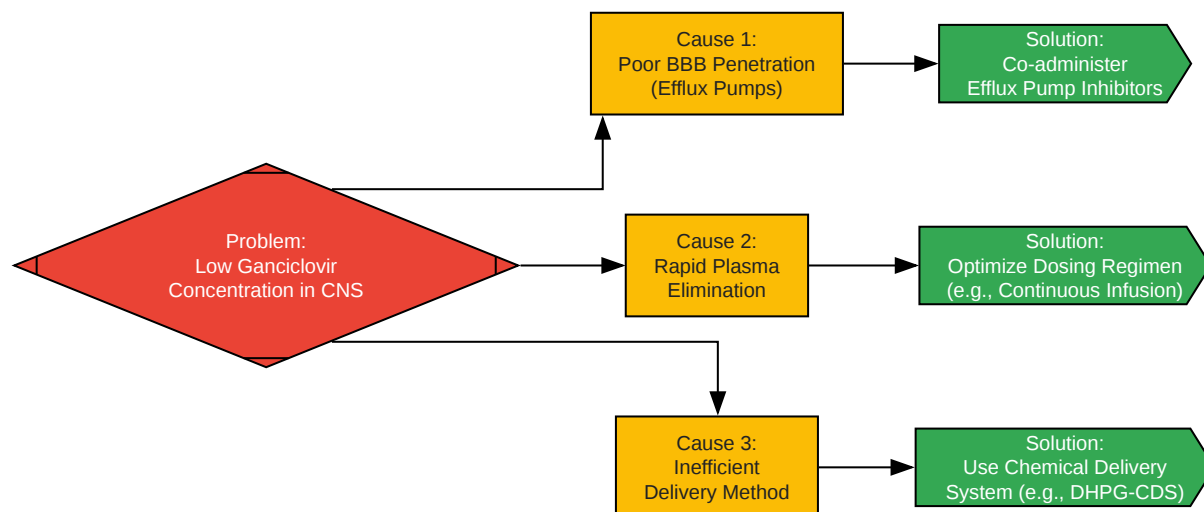 Cause 1:
Poor BBB Penetration
(Efflux Pumps)
Solution:
Co-administer
Efflux Pump Inhibitors
Problem:
Low Ganciclovir
Concentration in CNS
Cause 2:
Rapid Plasma
Elimination
Solution:
Optimize Dosing Regimen
(e.g., Continuous Infusion)
Cause 3:
Inefficient
Delivery Method
Solution:
Use Chemical Delivery
System (e.g., DHPG-CDS)